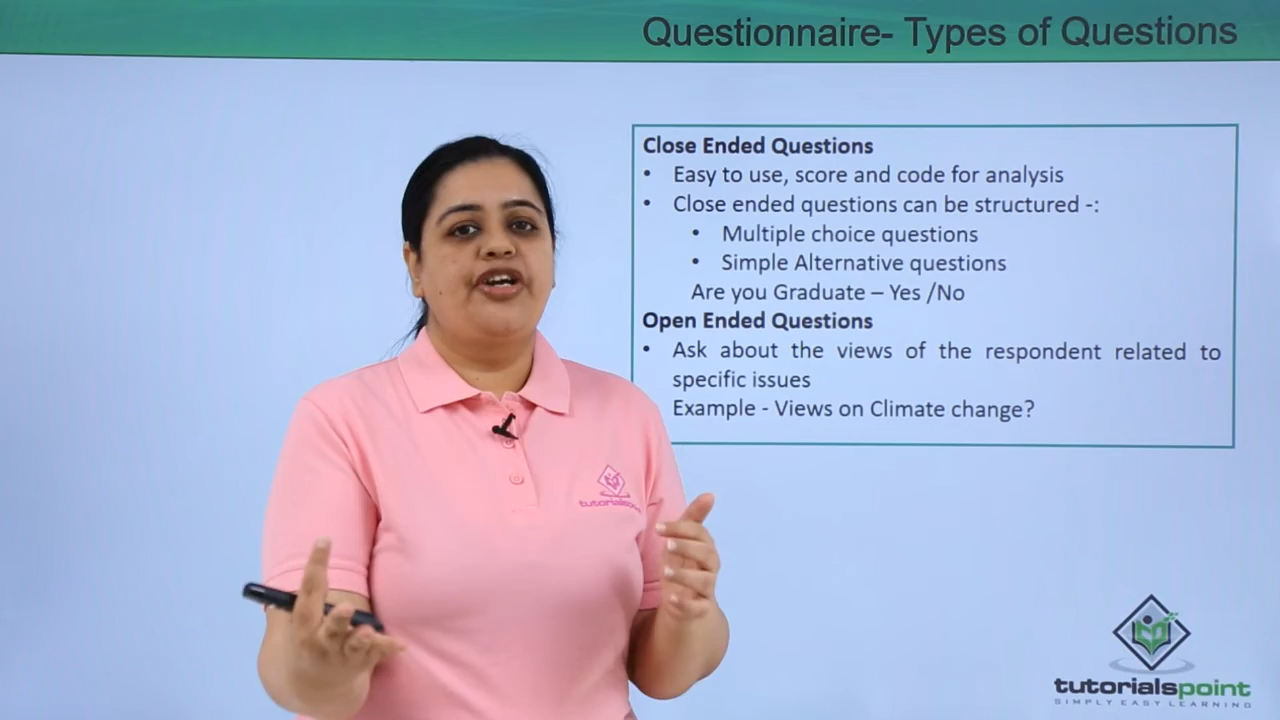 Questionnaire- Types of Questions
Close Ended Questions
• Easy to use, score and code for analysis
• Close ended questions can be structured -:
• Multiple choice questions
• Simple Alternative questions
Are you Graduate – Yes /No
Open Ended Questions
• Ask about the views of the respondent related to
specific issues
Example - Views on Climate change?
tutorialspoint
tutorialspoint
SIMPLY EASY LEARNING